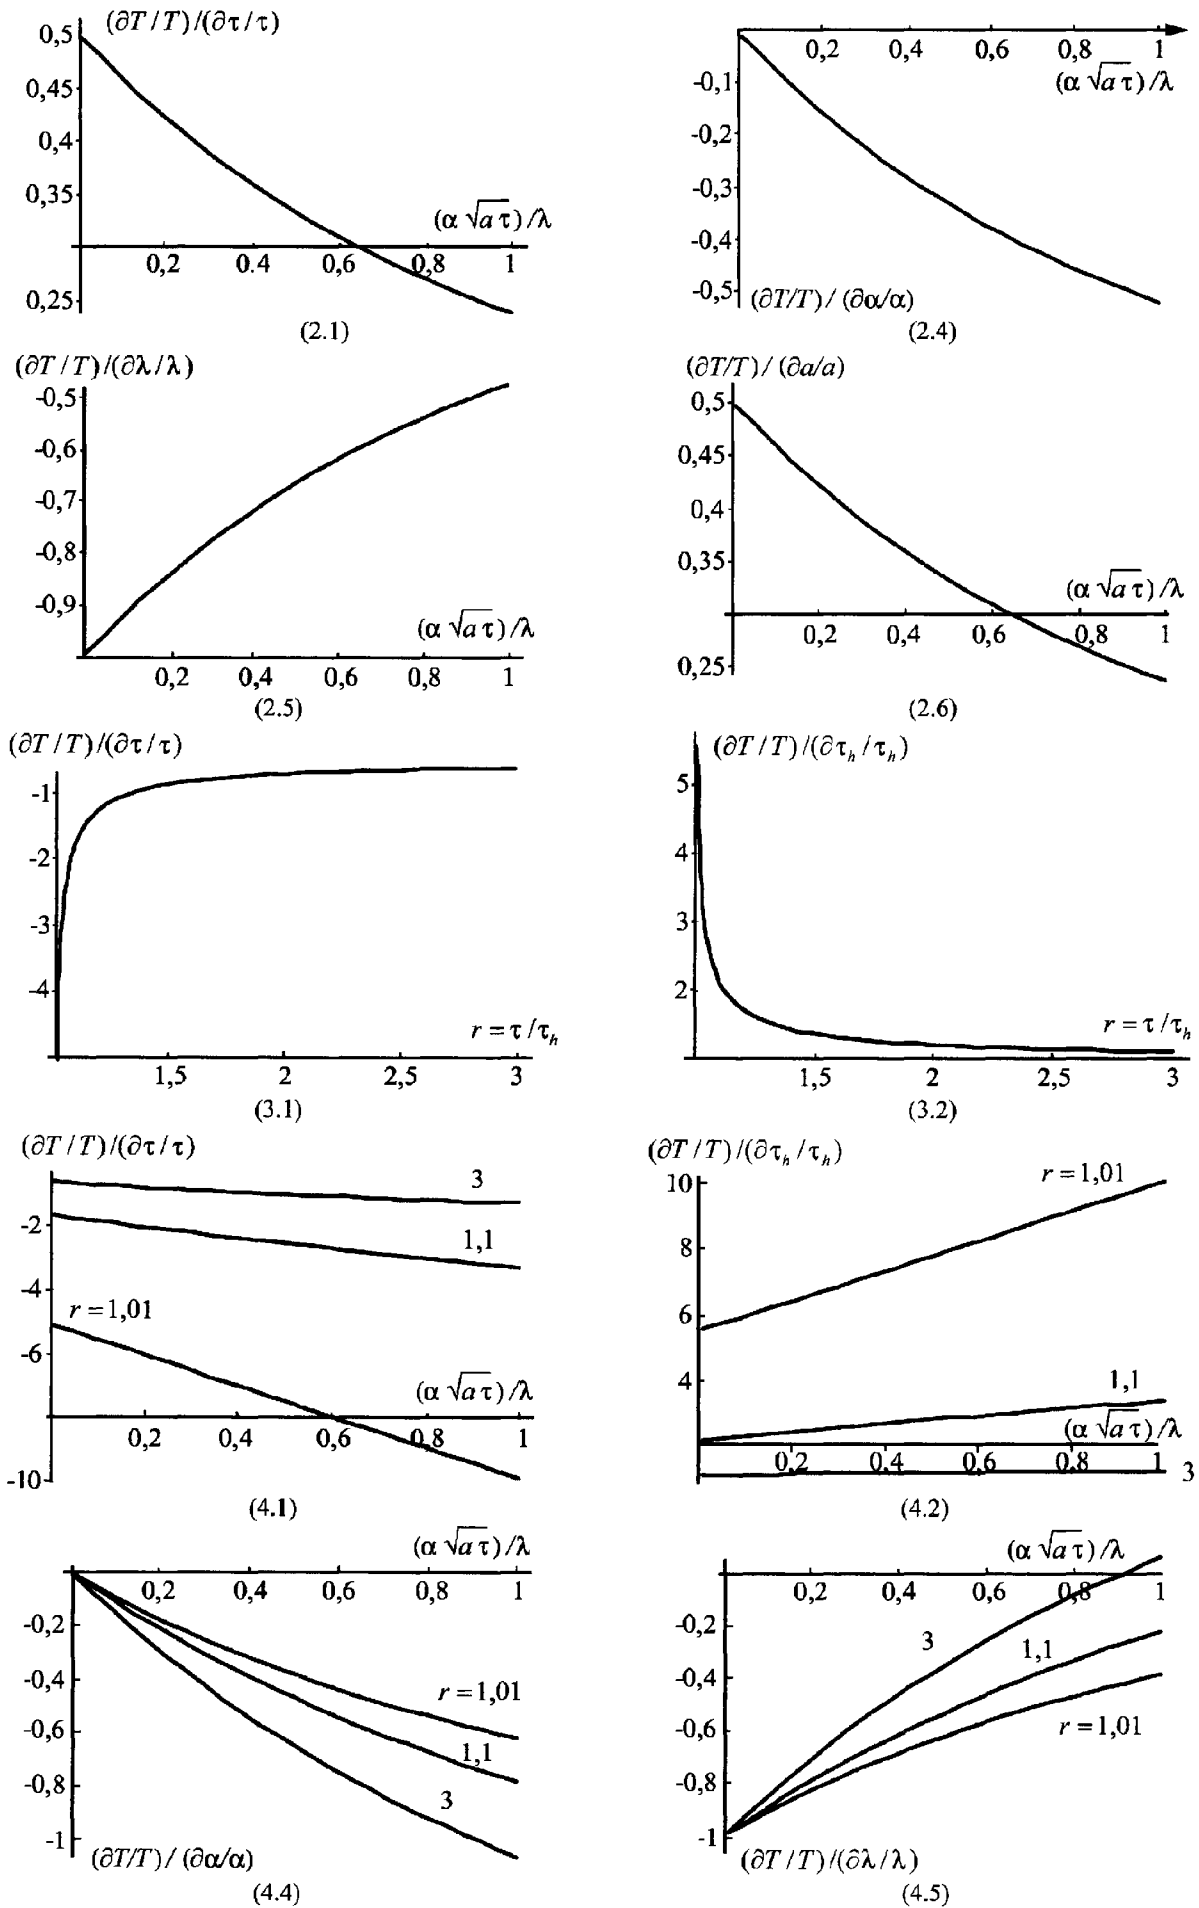 (∂T/T)/(∂τ/τ)
0,5
0,45
0,4
0,35
0,25
(α √aτ)/λ
0,2 0.4 0,6 0,8 1
(2.1)
0,2 0,4 0,6 0,8 1
(α √aτ)/λ
-0,1
-0,2
-0,3
-0,4
-0,5
(∂T/T)/(∂α/α)
(2.4)
(∂T/T)/(∂λ/λ)
-0,5
-0,6
-0,7
-0,8
-0,9
(α √aτ)/λ
0,2 0,4 0,6 0,8 1
(2.5)
(∂T/T)/(∂a/a)
0,5
0,45
0,4
0,35
0,25
(α √aτ)/λ
0,2 0,4 0,6 0,8 1
(2.6)
(∂T/T)/(∂τ/τ)
-1
-2
-3
-4
r = τ/τₕ
1,5 2 2,5 3
(3.1)
(∂T/T)/(∂τₕ/τₕ)
5
4
3
2
r = τ/τₕ
1,5 2 2,5 3
(3.2)
(∂T/T)/(∂τ/τ)
3
-2
1,1
-4
r = 1,01
-6
(α √aτ)/λ
0,2 0,4 0,6 0,8 1
-10
(4.1)
(∂T/T)/(∂τₕ/τₕ)
10
r = 1,01
8
6
4
1,1
(α √aτ)/λ
0,2 0,4 0,6 0,8 1
3
(4.2)
(α √aτ)/λ
0,2 0,4 0,6 0,8 1
-0,2
-0,4
r = 1,01
-0,6
1,1
-0,8
3
-1
(∂T/T)/(∂α/α)
(4.4)
(α √aτ)/λ
0,2 0,4 0,6 0,8 1
-0,2
3
1,1
-0,4
-0,6
r = 1,01
-0,8
-1
(∂T/T)/(∂λ/λ)
(4.5)